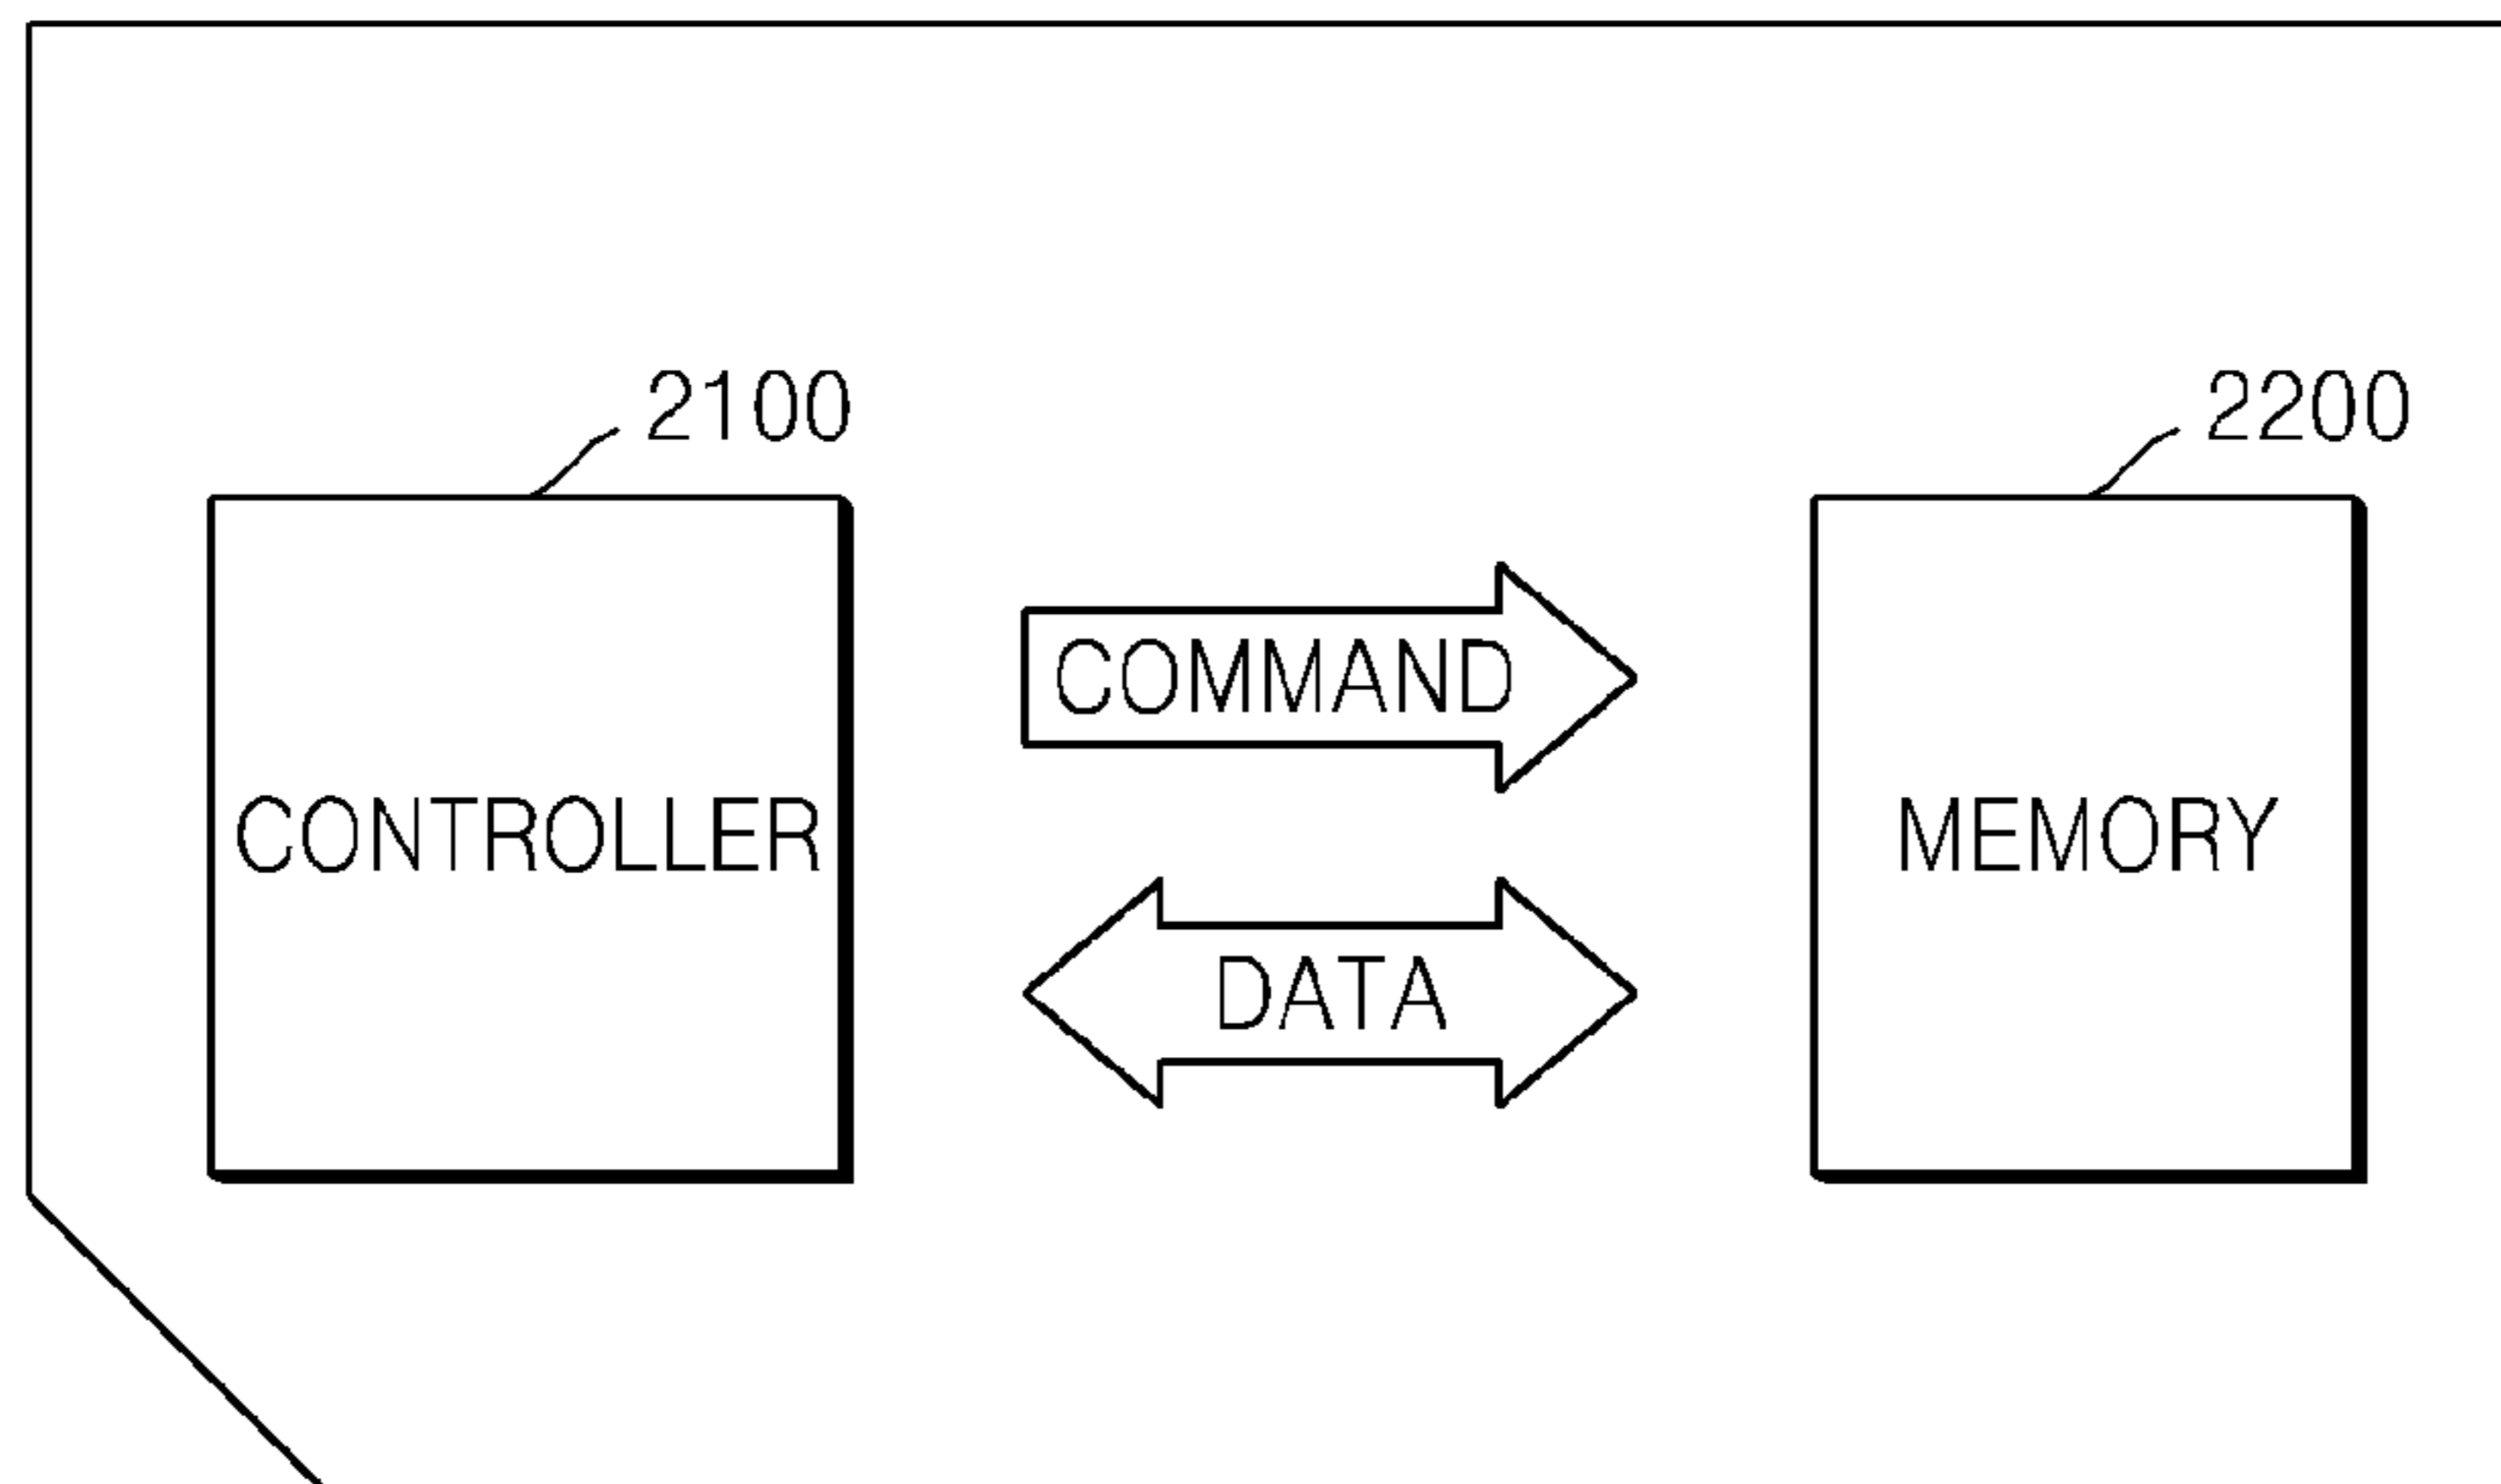 2100
2200
COMMAND
CONTROLLER
MEMORY
DATA